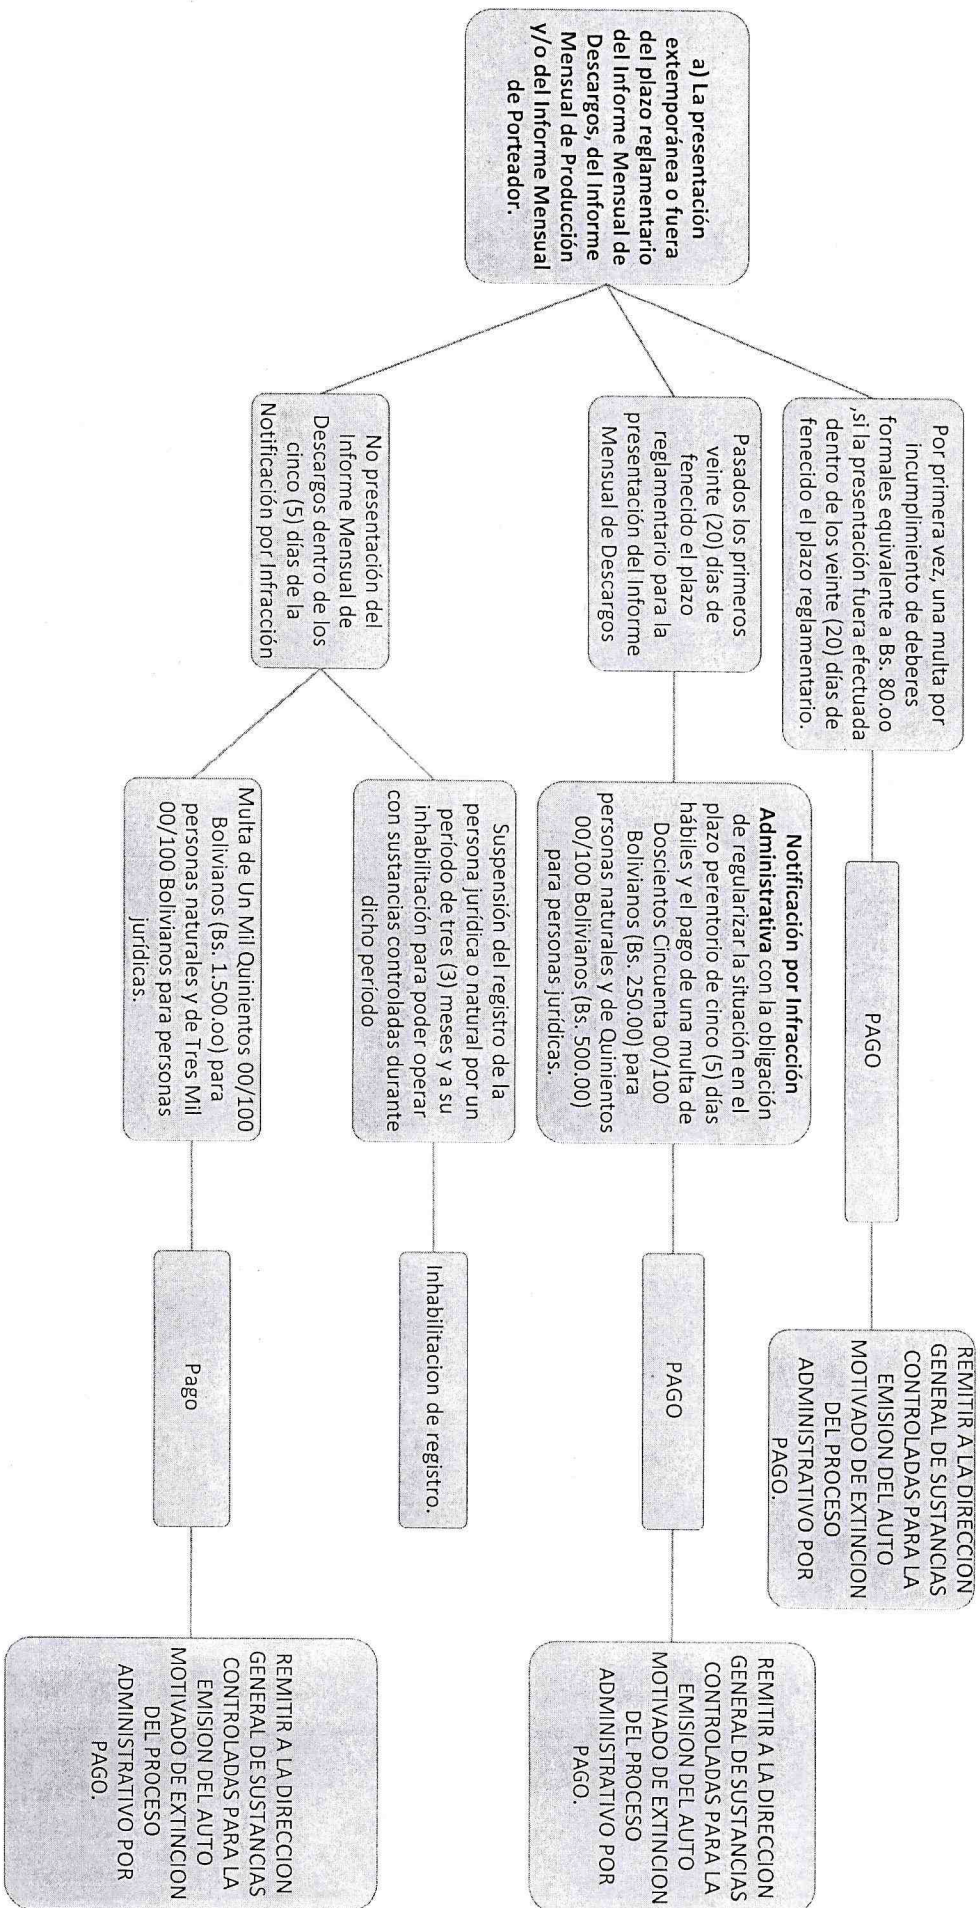 a) La presentación
extemporánea o fuera
del plazo reglamentario
del Informe Mensual de
Descargos, del Informe
Mensual de Producción
y/o del Informe Mensual
de Porteador.
Por primera vez, una multa por
incumplimiento de deberes
formales equivalente a Bs. 80.oo
,si la presentación fuera efectuada
dentro de los veinte (20) días de
fenecido el plazo reglamentario.
PAGO
REMITIR A LA DIRECCION
GENERAL DE SUSTANCIAS
CONTROLADAS PARA LA
EMISION DEL AUTO
MOTIVADO DE EXTINCION
DEL PROCESO
ADMINISTRATIVO POR
PAGO.
Pasados los primeros
veinte (20) días de
fenecido el plazo
reglamentario para la
presentación del Informe
Mensual de Descargos
Notificación por Infracción
Administrativa con la obligación
de regularizar la situación en el
plazo perentorio de cinco (5) días
hábiles y el pago de una multa de
Doscientos Cincuenta 00/100
Bolivianos (Bs. 250.00) para
personas naturales y de Quinientos
00/100 Bolivianos (Bs. 500.00)
para personas jurídicas.
PAGO
REMITIR A LA DIRECCION
GENERAL DE SUSTANCIAS
CONTROLADAS PARA LA
EMISION DEL AUTO
MOTIVADO DE EXTINCION
DEL PROCESO
ADMINISTRATIVO POR
PAGO.
No presentación del
Informe Mensual de
Descargos dentro de los
cinco (5) días de la
Notificación por Infracción
Suspensión del registro de la
persona jurídica o natural por un
período de tres (3) meses y a su
inhabilitación para poder operar
con sustancias controladas durante
dicho período
Inhabilitacion de registro.
Multa de Un Mil Quinientos 00/100
Bolivianos (Bs. 1.500.oo) para
personas naturales y de Tres Mil
00/100 Bolivianos para personas
jurídicas.
Pago
REMITIR A LA DIRECCION
GENERAL DE SUSTANCIAS
CONTROLADAS PARA LA
EMISION DEL AUTO
MOTIVADO DE EXTINCION
DEL PROCESO
ADMINISTRATIVO POR
PAGO.